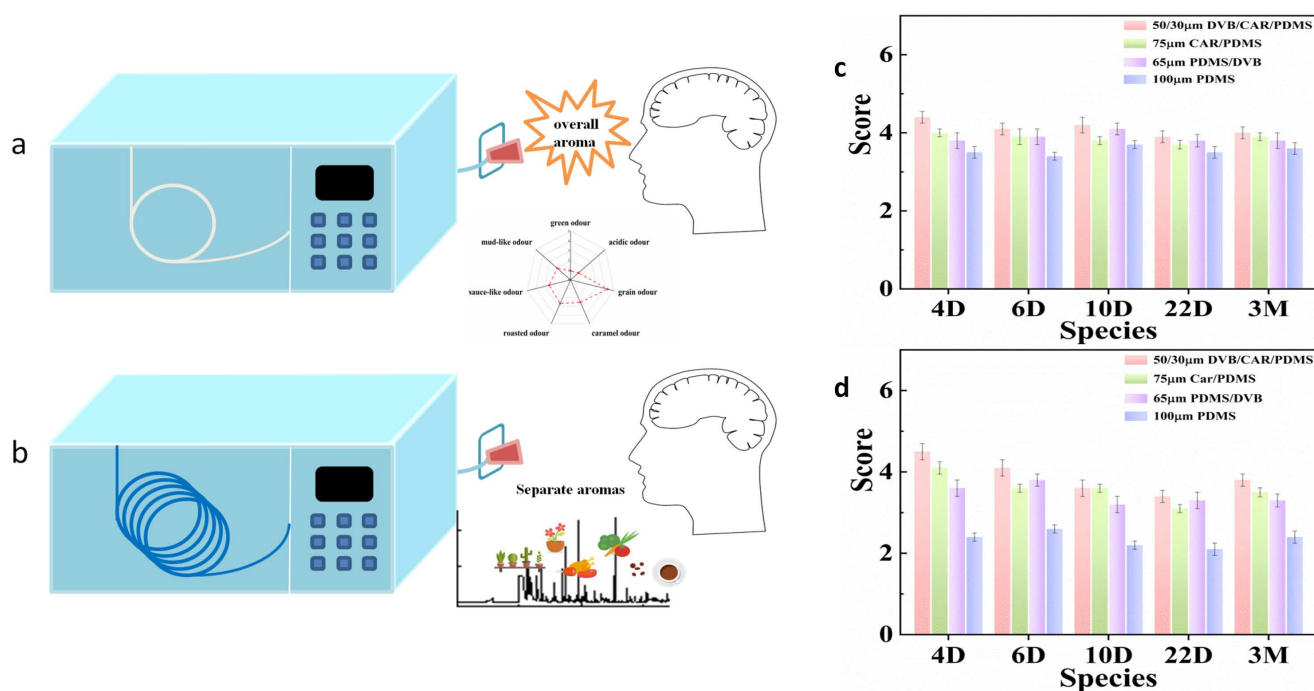 a
overall
aroma
green odour
mud-like odour
acidic odour
sauce-like odour
grain odour
roasted odour
caramel odour
b
Separate aromas
c
50/30μm DVB/CAR/PDMS
75μm CAR/PDMS
65μm PDMS/DVB
100μm PDMS
6
4
2
0
Score
4D 6D 10D 22D 3M
Species
d
50/30μm DVB/CAR/PDMS
75μm Car/PDMS
65μm PDMS/DVB
100μm PDMS
6
4
2
0
Score
4D 6D 10D 22D 3M
Species